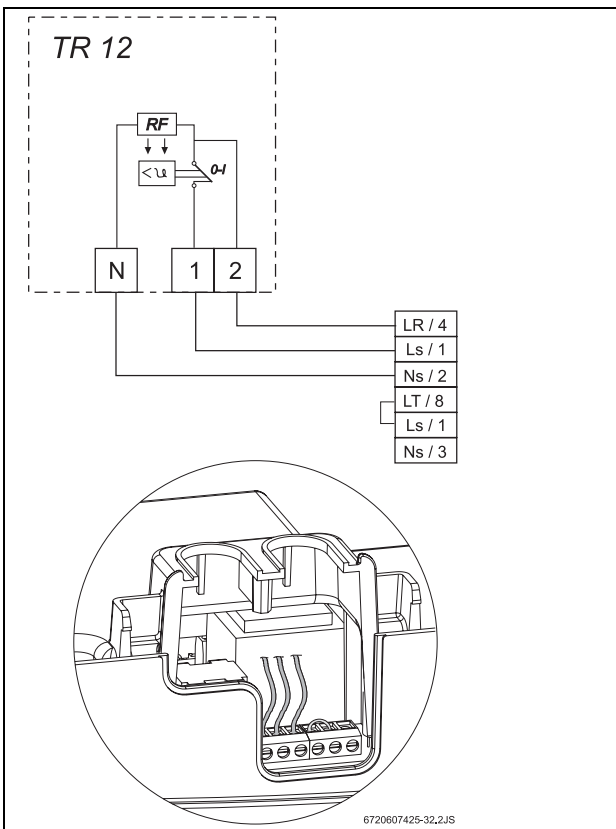 TR 12
RF
<ϑ
0-I
N
1
2
LR / 4
Ls / 1
Ns / 2
LT / 8
Ls / 1
Ns / 3
6720607425-32.2JS